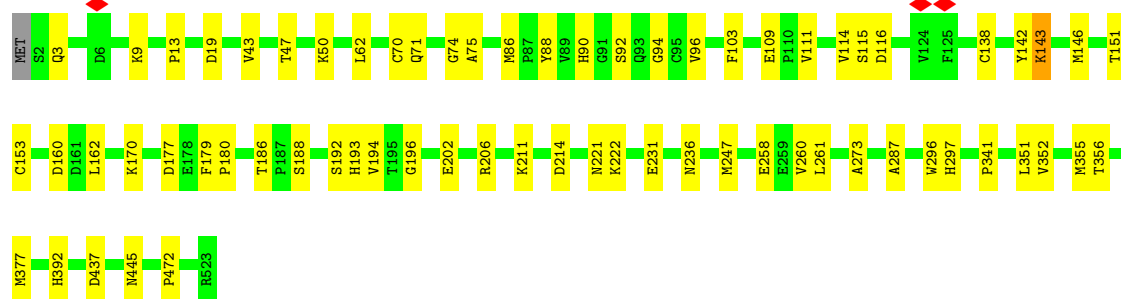 MET S2 Q3 D6 K9 P13 D19 V43 T47 K50 L62 C70 Q71 G74 A75 M86 P87 Y88 V89 H90 G91 S92 Q93 G94 C95 V96 F103 E109 P110 V111 V114 S115 D116 V124 F125 C138 Y142 K143 M146 T151
C153 D160 D161 L162 K170 D177 E178 F179 P180 T186 P187 S188 S192 H193 V194 T195 G196 E202 R206 K211 D214 N221 K222 E231 N236 M247 E258 E259 V260 L261 A273 A287 W296 H297 P341 L351 V352 M355 T356
M377 H392 D437 N445 P472 R523